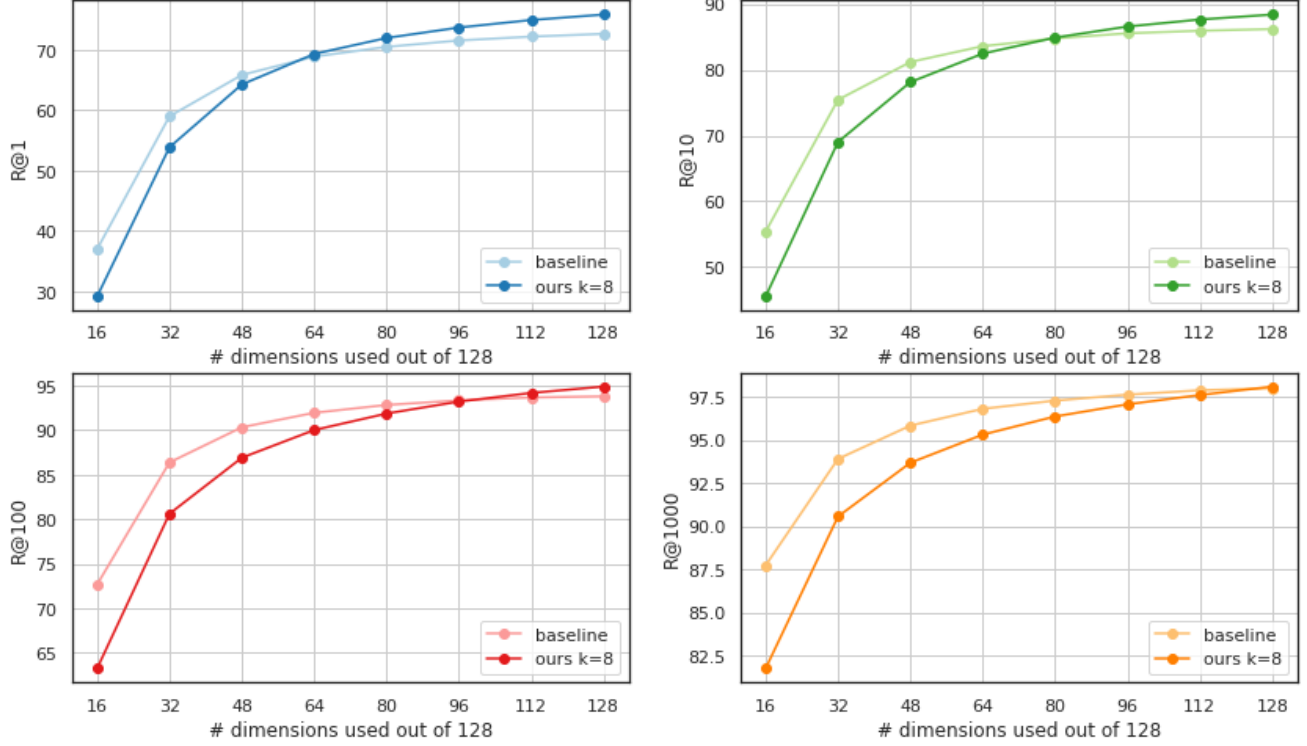 R@1
70
60
50
40
30
baseline
ours k=8
16 32 48 64 80 96 112 128
# dimensions used out of 128
R@10
90
80
70
60
50
baseline
ours k=8
16 32 48 64 80 96 112 128
# dimensions used out of 128
R@100
95
90
85
80
75
70
65
baseline
ours k=8
16 32 48 64 80 96 112 128
# dimensions used out of 128
R@1000
97.5
95.0
92.5
90.0
87.5
85.0
82.5
baseline
ours k=8
16 32 48 64 80 96 112 128
# dimensions used out of 128